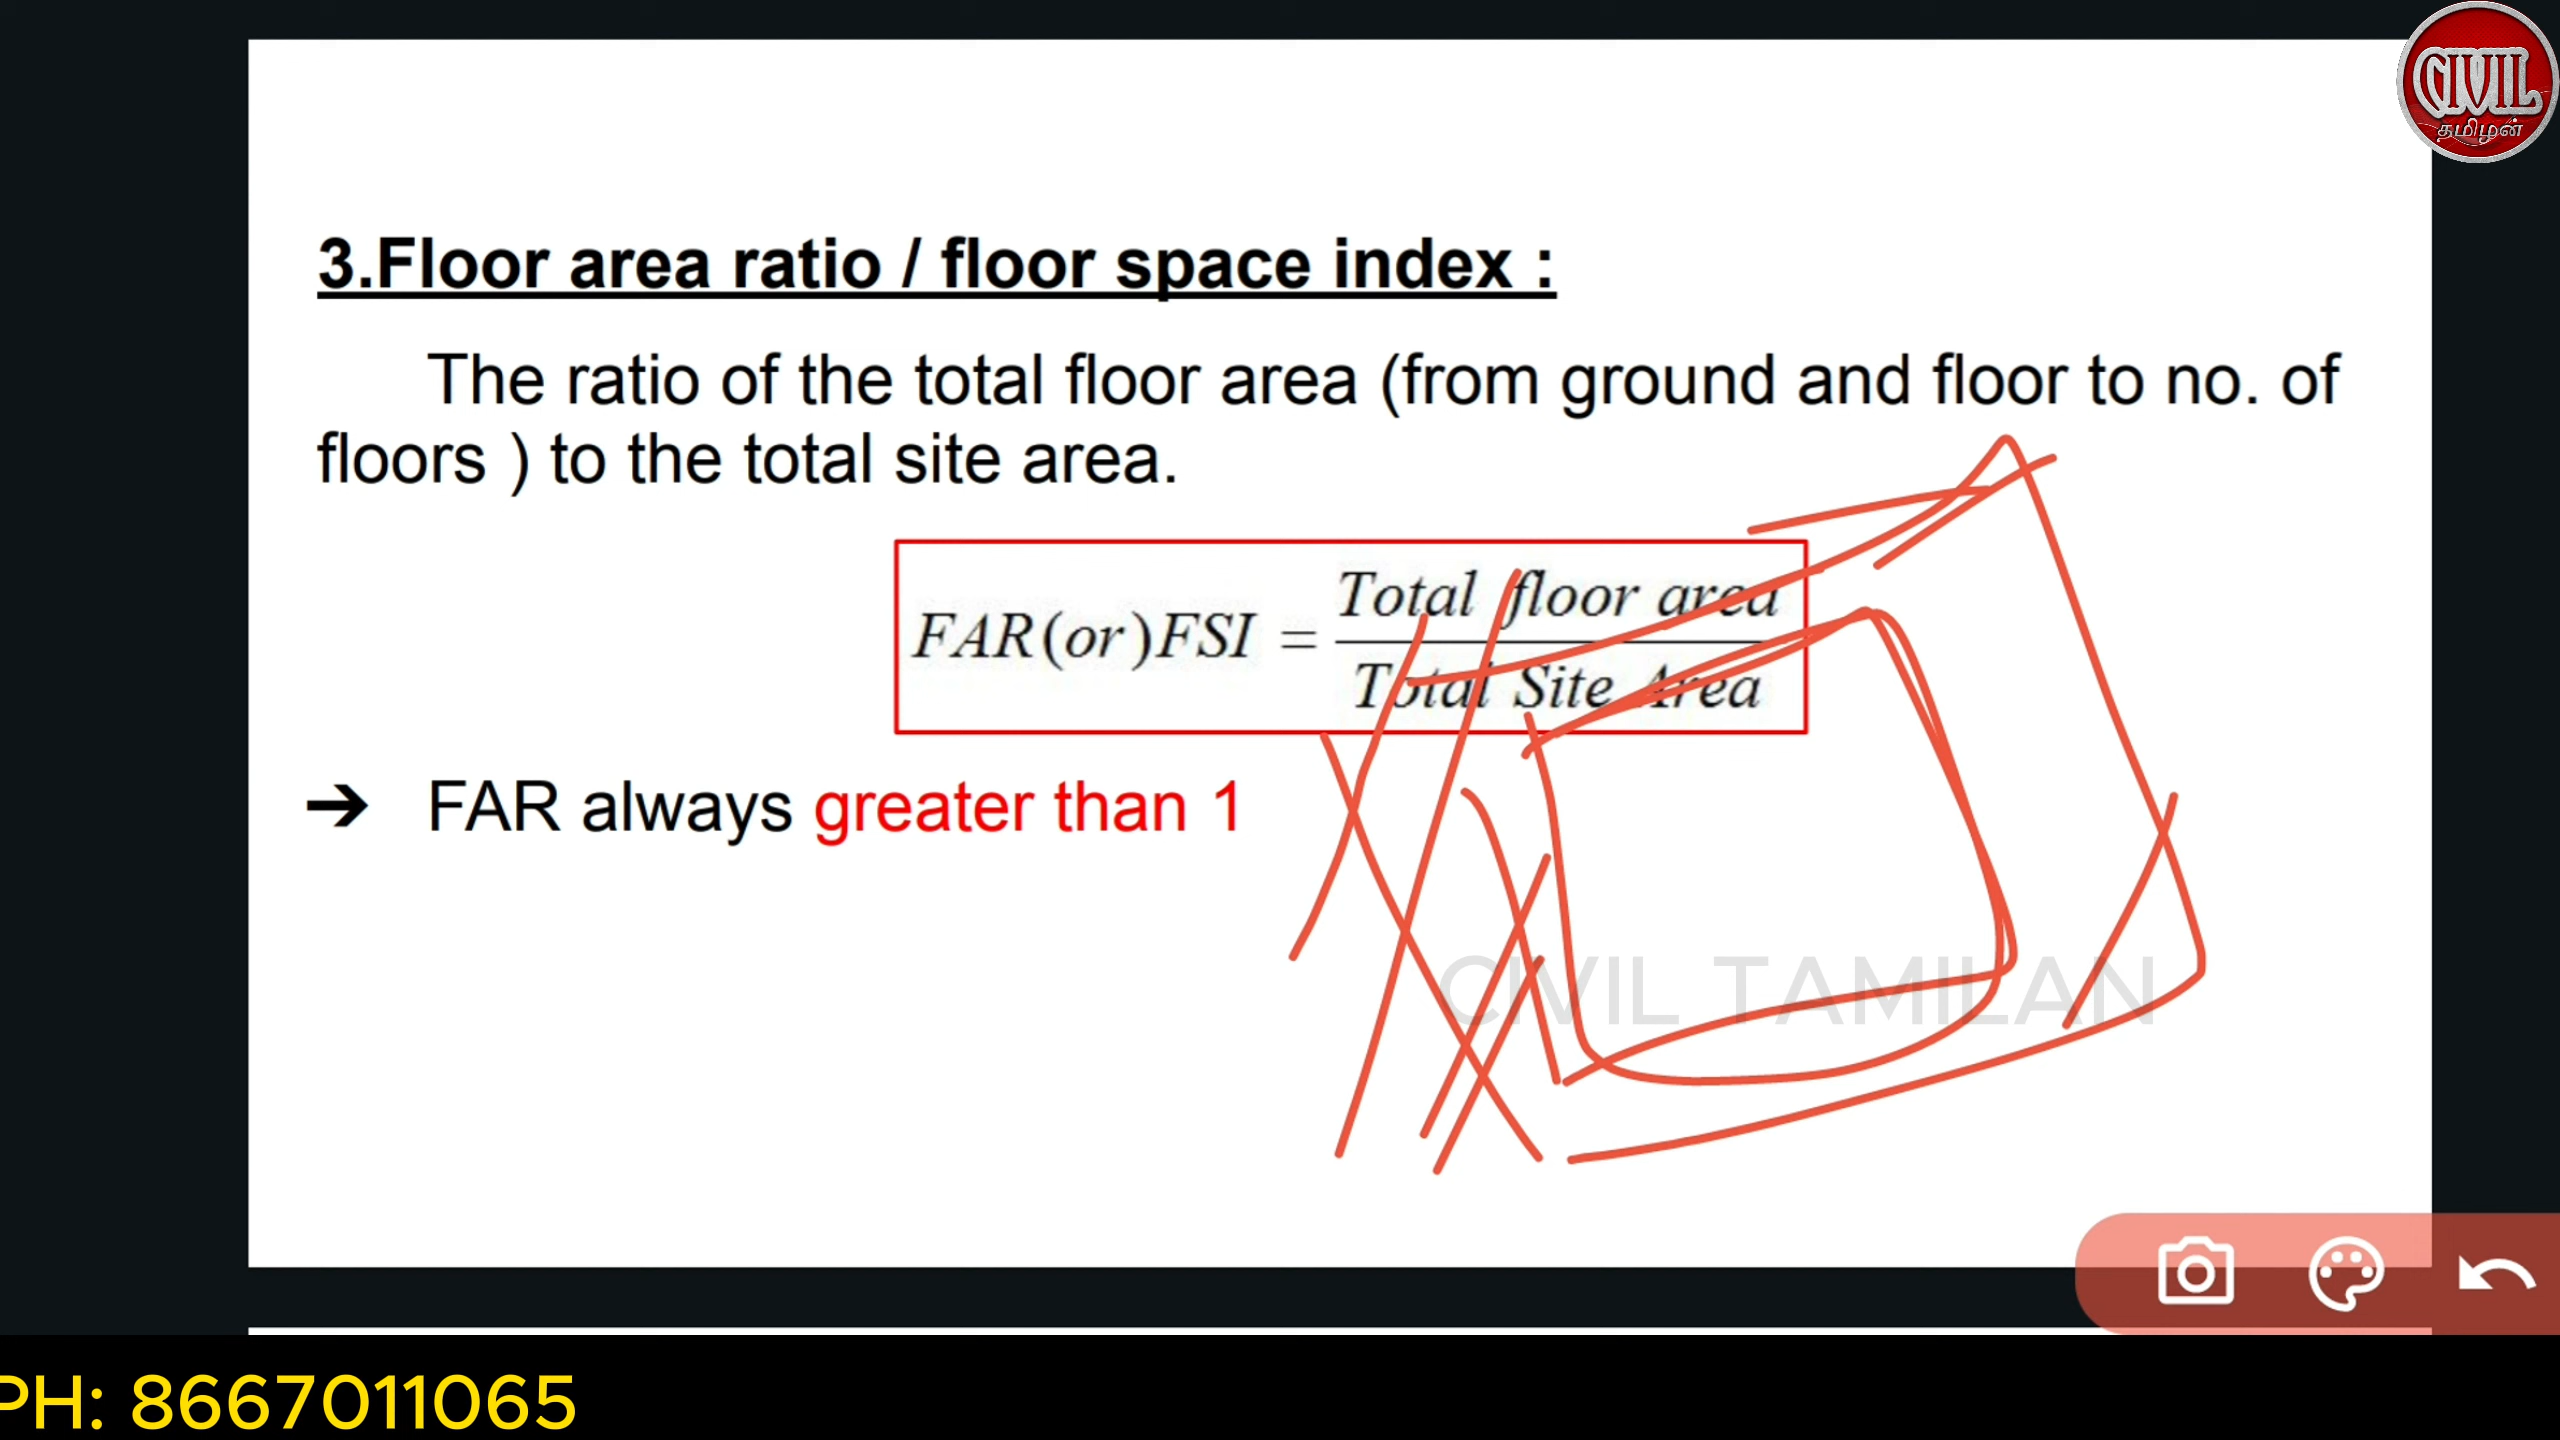 CIVIL
தமிழன்
3.Floor area ratio / floor space index :
The ratio of the total floor area (from ground and floor to no. of
floors ) to the total site area.
FAR(or)FSI = Total floor area
Total Site Area
➔ FAR always greater than 1
CIVIL TAMILAN
PH: 8667011065